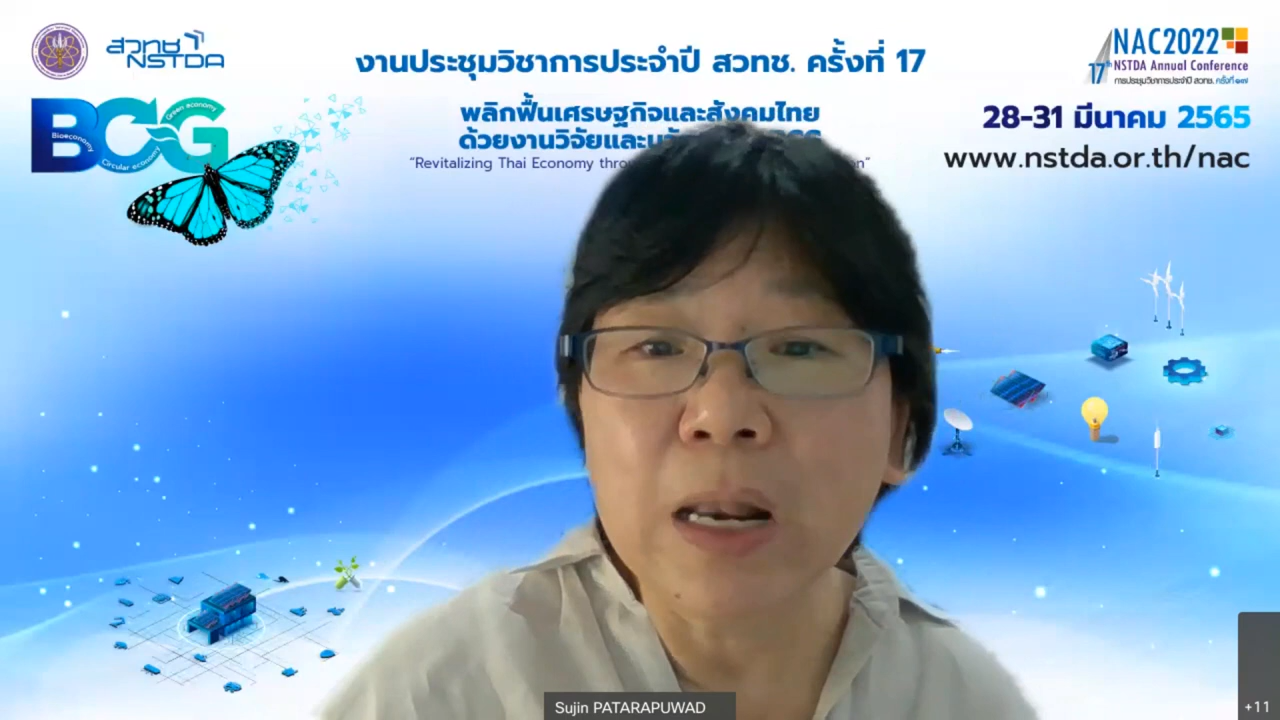 สวทช
NSTDA
งานประชุมวิชาการประจำปี สวทช. ครั้งที่ 17
NAC2022
17th NSTDA Annual Conference
การประชุมวิชาการประจำปี สวทช. ครั้งที่ ๑๗
BCG
Green economy
Bioeconomy
Circular economy
พลิกฟื้นเศรษฐกิจและสังคมไทย
ด้วยงานวิจัยและ
"Revitalizing Thai Economy
28-31 มีนาคม 2565
www.nstda.or.th/nac
Sujin PATARAPUWAD
+11